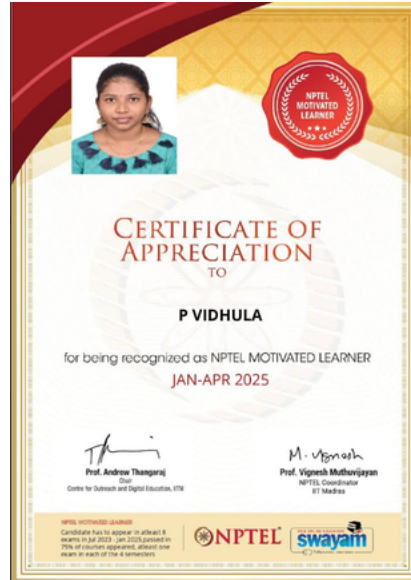 NPTEL
MOTIVATED
LEARNER
CERTIFICATE OF
APPRECIATION
TO
P VIDHULA
for being recognized as NPTEL MOTIVATED LEARNER
JAN-APR 2025
Prof. Andrew Thangaraj
Chair
Centre for Outreach and Digital Education, IITM
M. Vignesh
Prof. Vignesh Muthuvijayan
NPTEL Coordinator
IIT Madras
NPTEL MOTIVATED LEARNER
Candidate has to appear in atleast 8
exams in Jul 2023 - Jan 2025,passed in
75% of courses appeared, atleast one
exam in each of the 4 semesters
NPTEL
swayam